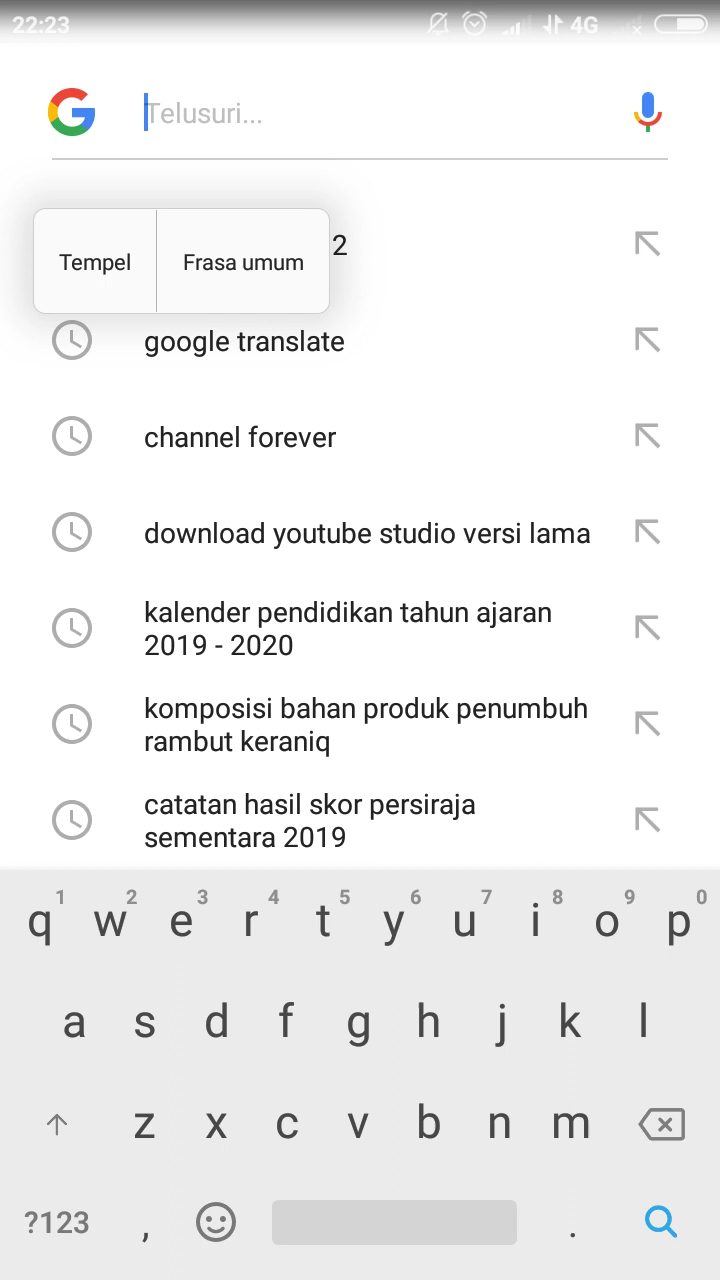 22:23
4G
Telusuri...
Tempel
Frasa umum
2
google translate
channel forever
download youtube studio versi lama
kalender pendidikan tahun ajaran
2019 - 2020
komposisi bahan produk penumbuh
rambut keraniq
catatan hasil skor persiraja
sementara 2019
1 2 3 4 5 6 7 8 9 0
q w e r t y u i o p
a s d f g h j k l
z x c v b n m
?123 , .